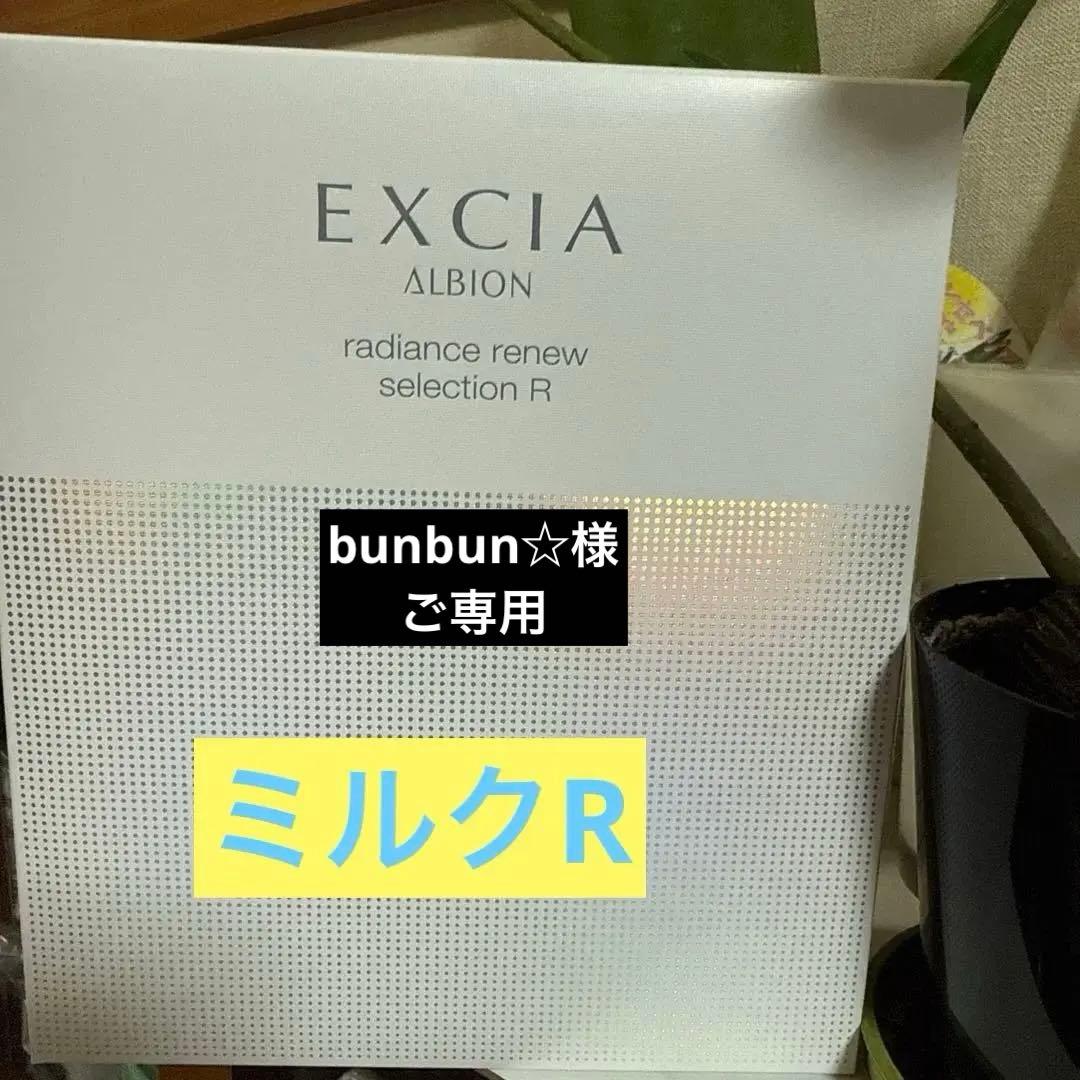 EXCIA
ALBION
radiance renew
selection R
bunbun☆様
ご専用
ミルクR